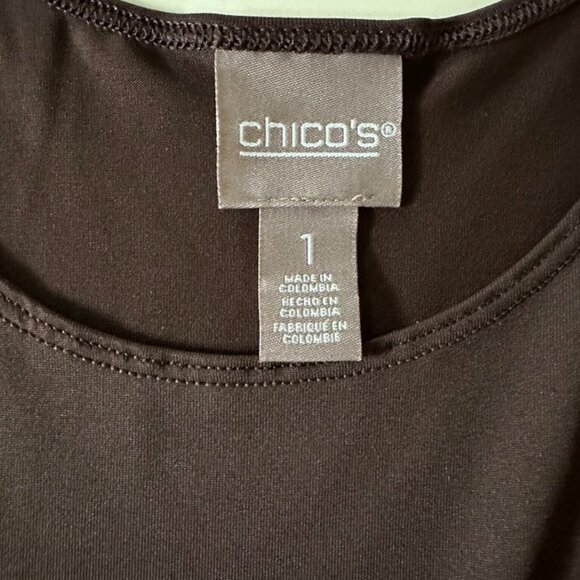 chico's®
1
MADE IN
COLOMBIA
HECHO EN
COLOMBIA
FABRIQUÉ EN
COLOMBIE